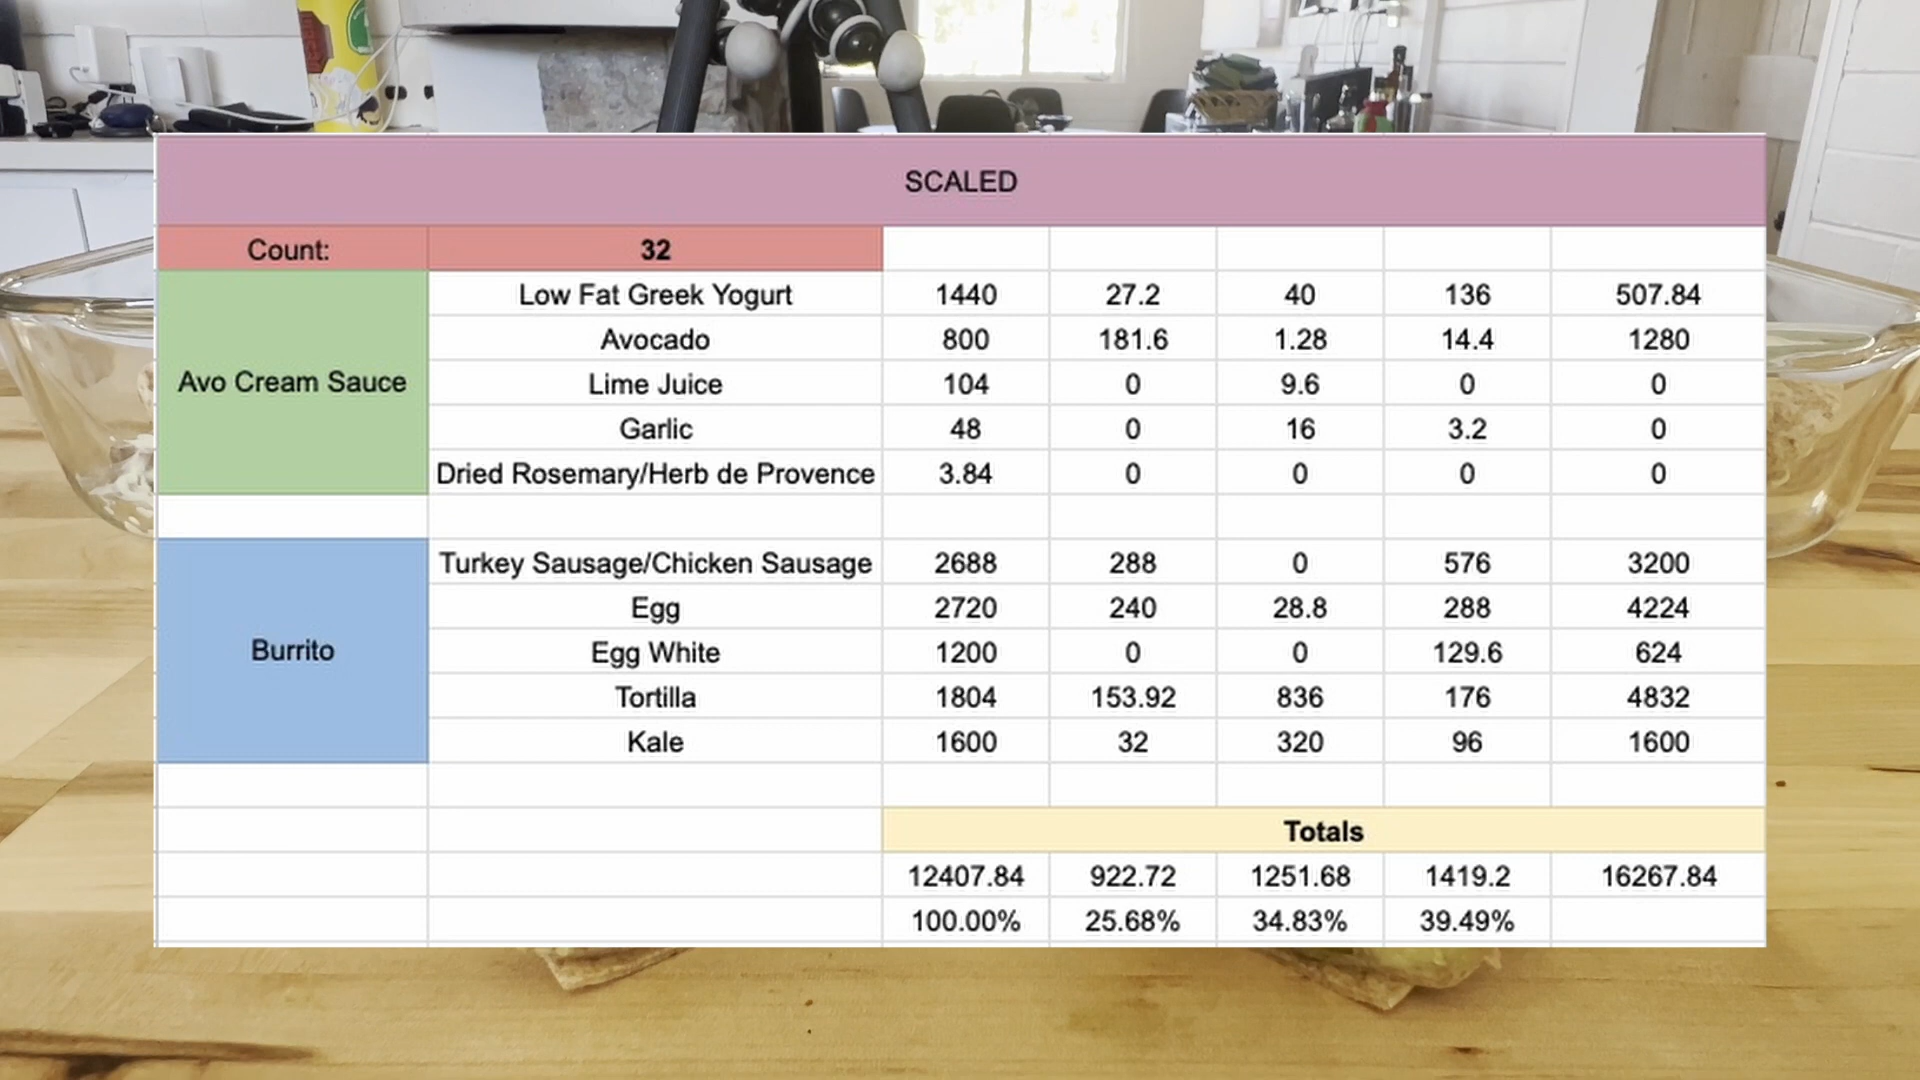 SCALED
Count: 32
Low Fat Greek Yogurt 1440 27.2 40 136 507.84
Avocado 800 181.6 1.28 14.4 1280
Avo Cream Sauce Lime Juice 104 0 9.6 0 0
Garlic 48 0 16 3.2 0
Dried Rosemary/Herb de Provence 3.84 0 0 0 0
Turkey Sausage/Chicken Sausage 2688 288 0 576 3200
Egg 2720 240 28.8 288 4224
Burrito Egg White 1200 0 0 129.6 624
Tortilla 1804 153.92 836 176 4832
Kale 1600 32 320 96 1600
Totals
12407.84 922.72 1251.68 1419.2 16267.84
100.00% 25.68% 34.83% 39.49%